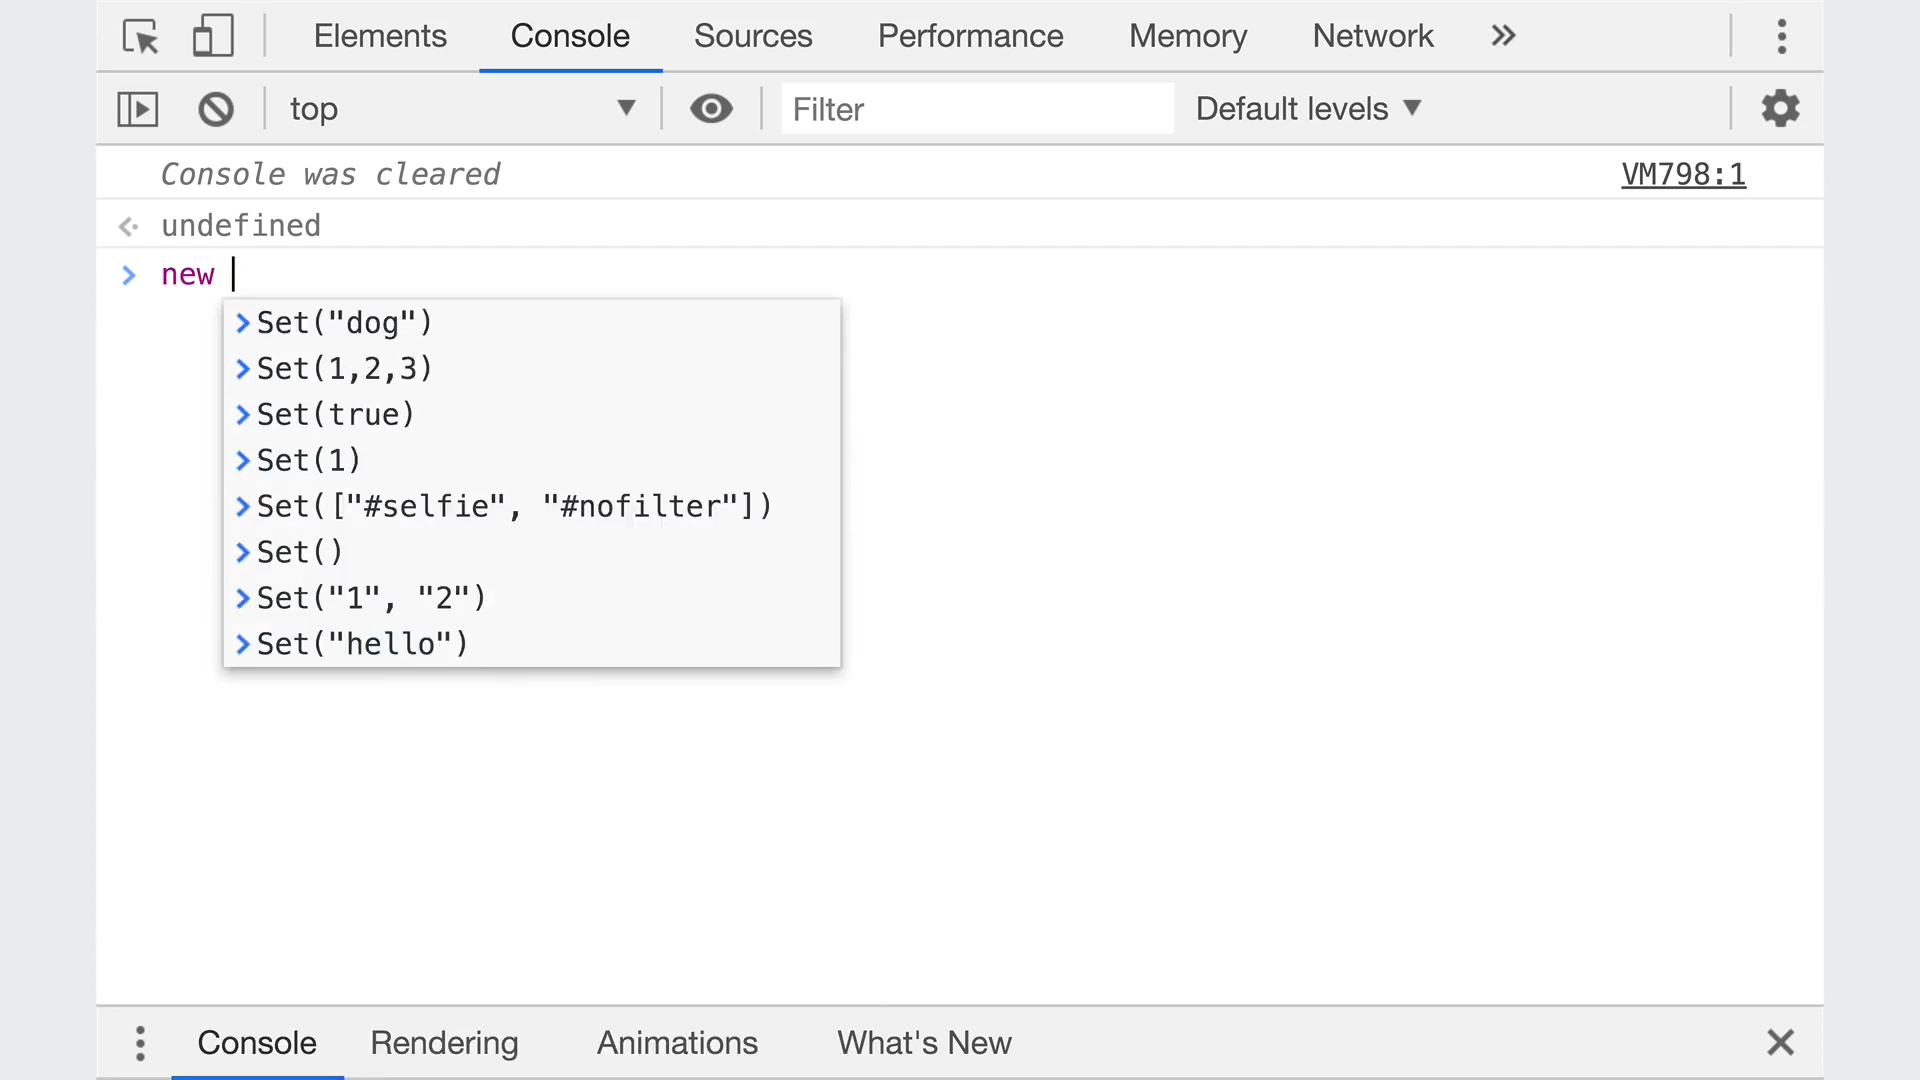 Elements Console Sources Performance Memory Network
top Filter Default levels
Console was cleared VM798:1
undefined
new
Set("dog")
Set(1,2,3)
Set(true)
Set(1)
Set(["#selfie", "#nofilter"])
Set()
Set("1", "2")
Set("hello")
Console Rendering Animations What's New